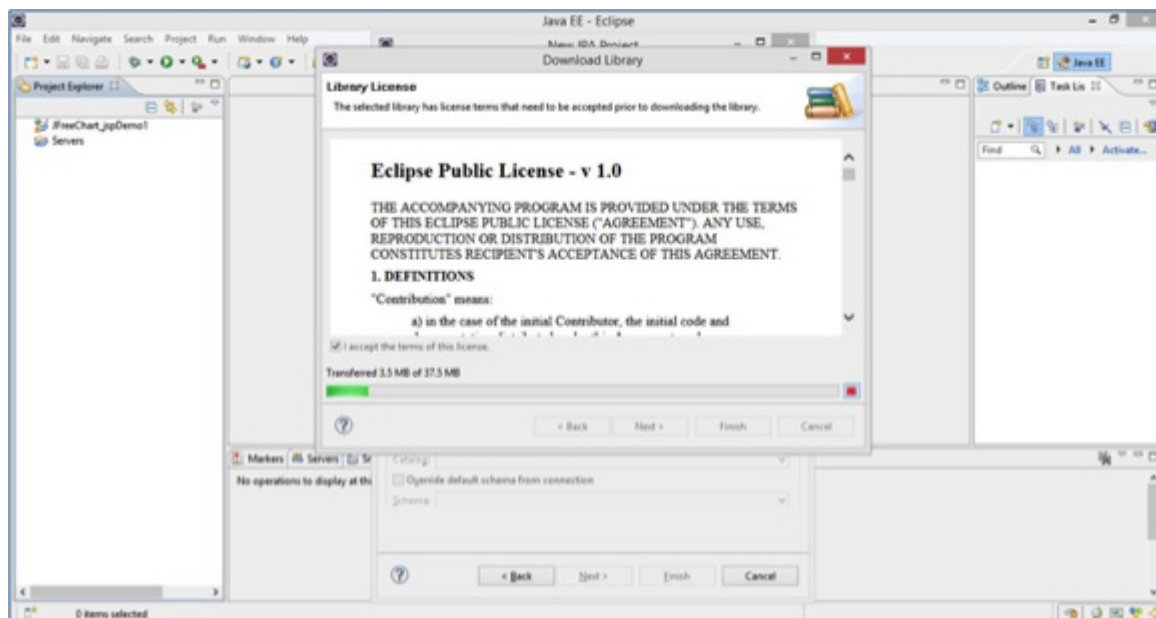 Java EE - Eclipse
File Edit Navigate Search Project Run Window Help
New JPA Project
Download Library
Java EE
Project Explorer
Library License
The selected library has license terms that need to be accepted prior to downloading the library.
Outline Task Lis
JFreeChart_jspDemo1
Servers
Find All Activate...
Eclipse Public License - v 1.0
THE ACCOMPANYING PROGRAM IS PROVIDED UNDER THE TERMS
OF THIS ECLIPSE PUBLIC LICENSE ("AGREEMENT"). ANY USE,
REPRODUCTION OR DISTRIBUTION OF THE PROGRAM
CONSTITUTES RECIPIENT'S ACCEPTANCE OF THIS AGREEMENT.
1. DEFINITIONS
"Contribution" means:
a) in the case of the initial Contributor, the initial code and
I accept the terms of this license.
Transferred 3.5 MB of 37.5 MB
< Back Next > Finish Cancel
Markers Servers
Catalog:
No operations to display at thi
Override default schema from connection
Schema:
< Back Next > Finish Cancel
0 items selected